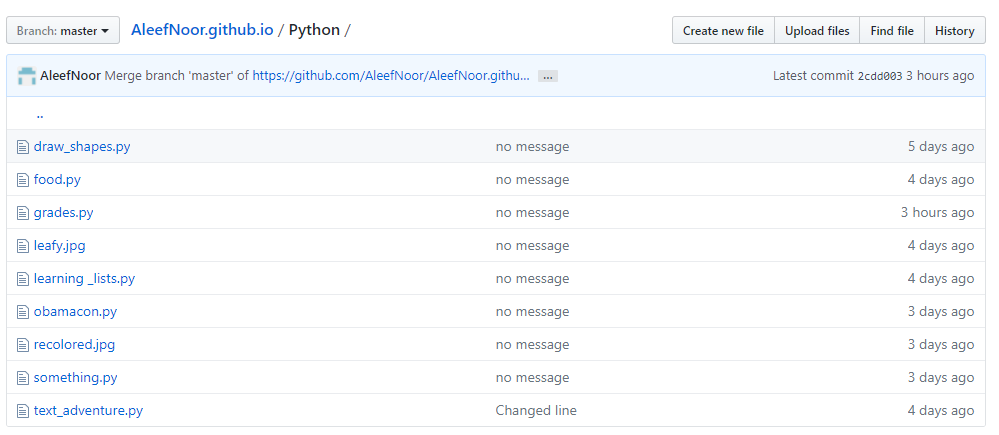 Branch: master AleefNoor.github.io / Python / Create new file Upload files Find file History
AleefNoor Merge branch 'master' of https://github.com/AleefNoor/AleefNoor.githu... ... Latest commit 2cdd003 3 hours ago
..
draw_shapes.py no message 5 days ago
food.py no message 4 days ago
grades.py no message 3 hours ago
leafy.jpg no message 4 days ago
learning _lists.py no message 4 days ago
obamacon.py no message 3 days ago
recolored.jpg no message 3 days ago
something.py no message 3 days ago
text_adventure.py Changed line 4 days ago